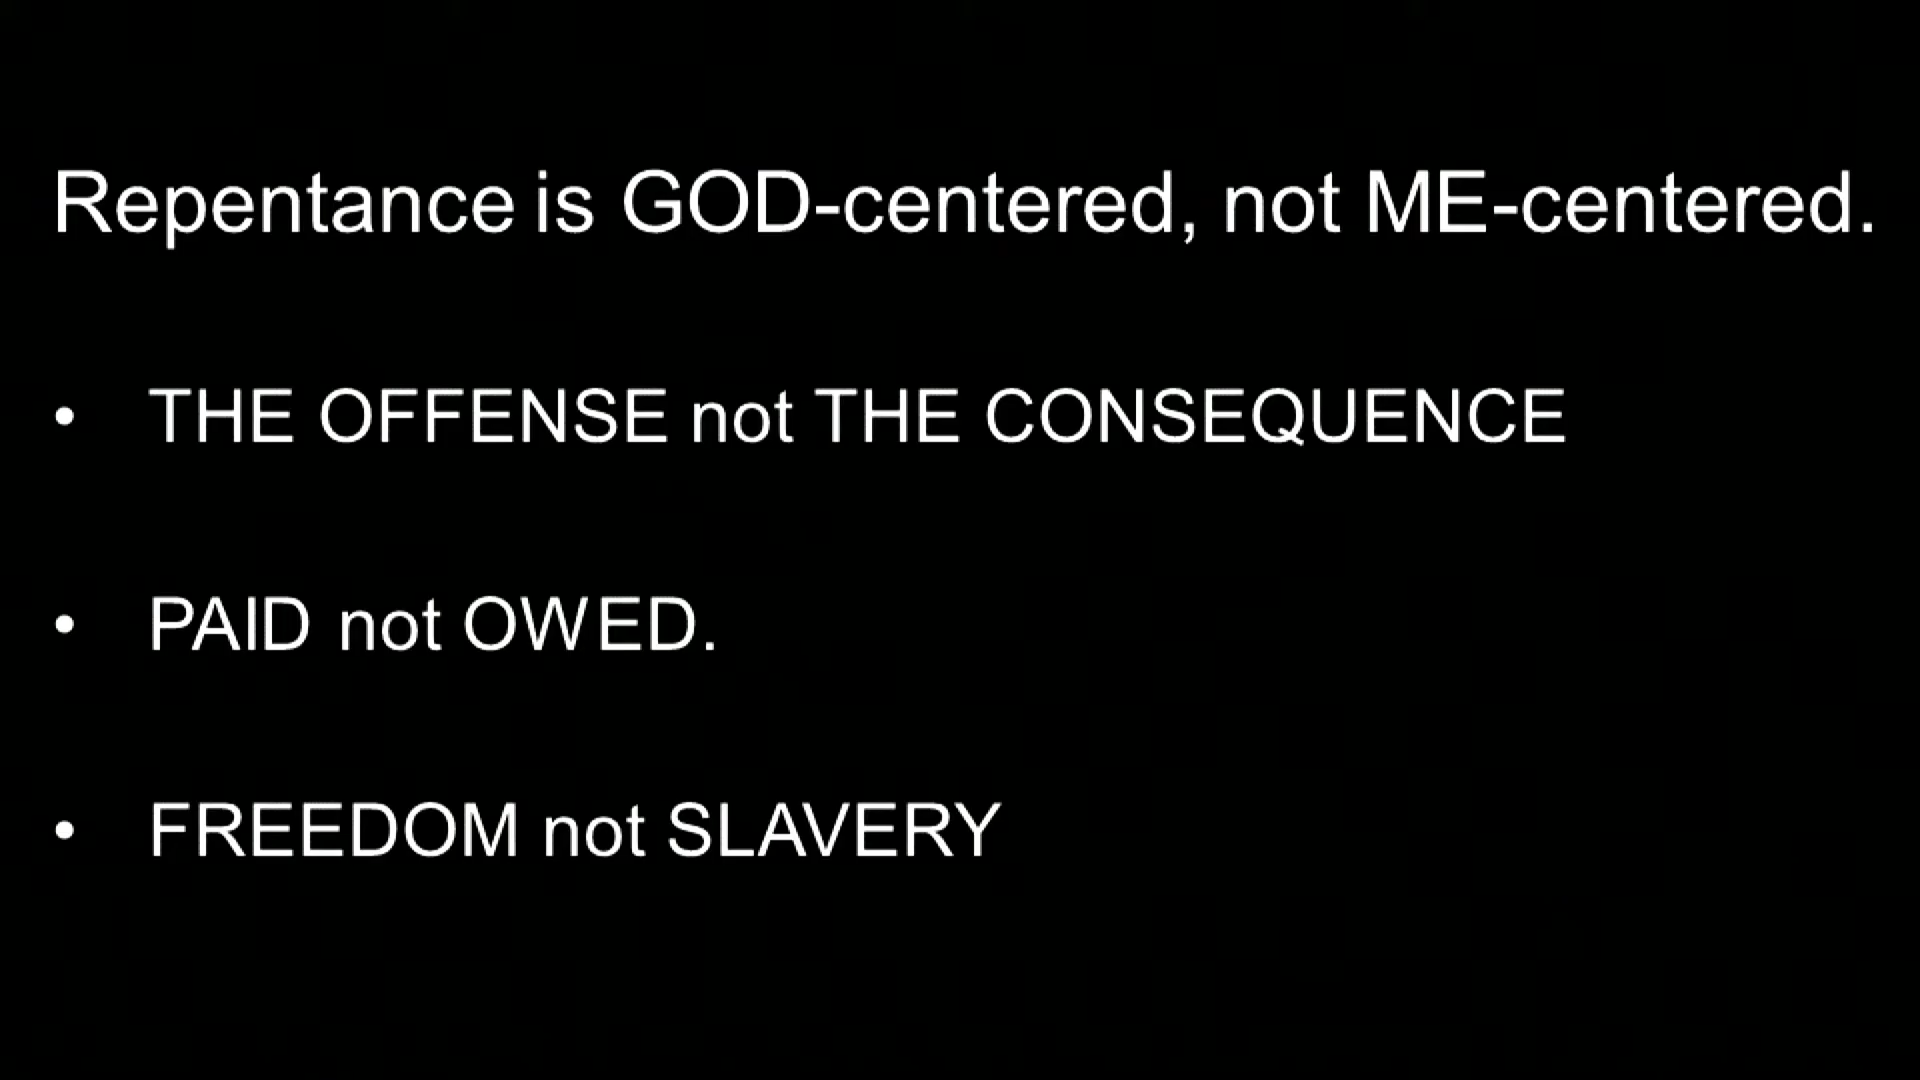 Repentance is GOD-centered, not ME-centered.
• THE OFFENSE not THE CONSEQUENCE
• PAID not OWED.
• FREEDOM not SLAVERY